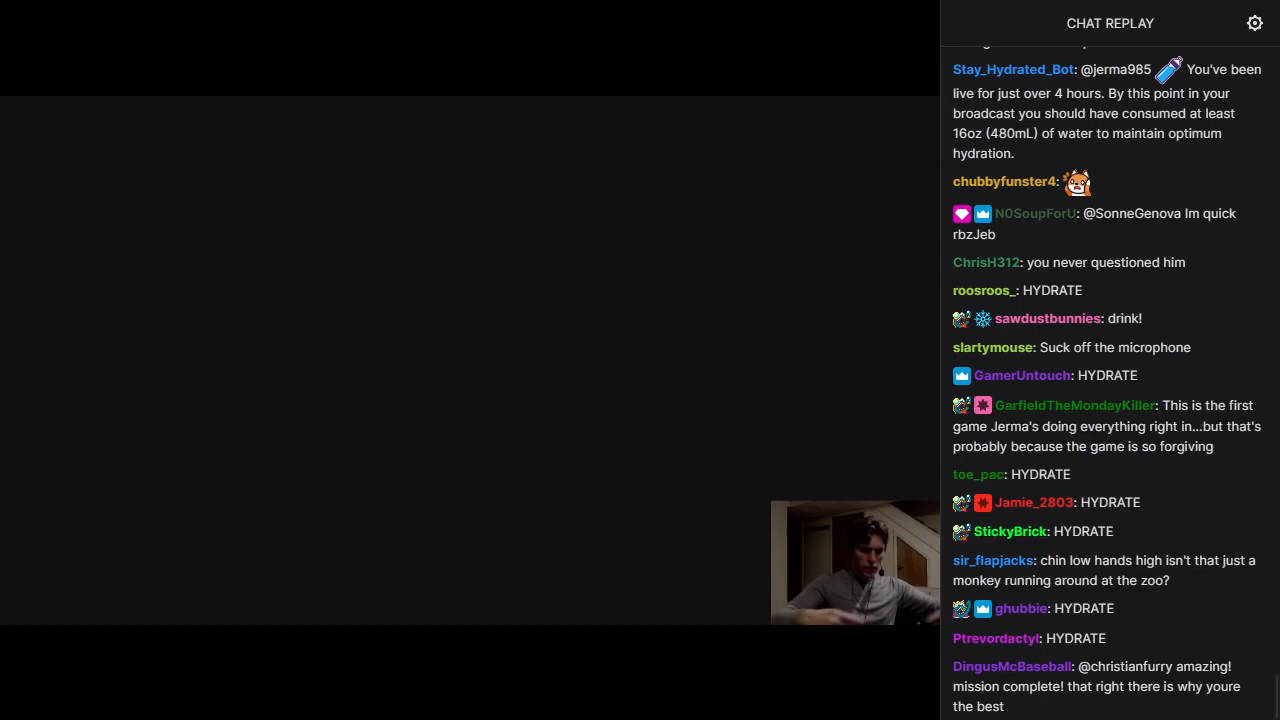 CHAT REPLAY
Stay_Hydrated_Bot: @jerma985 You've been
live for just over 4 hours. By this point in your
broadcast you should have consumed at least
16oz (480mL) of water to maintain optimum
hydration.
chubbyfunster4:
N0SoupForU: @SonneGenova Im quick
rbzJeb
ChrisH312: you never questioned him
roosroos_: HYDRATE
sawdustbunnies: drink!
slartymouse: Suck off the microphone
GamerUntouch: HYDRATE
GarfieldTheMondayKiller: This is the first
game Jerma's doing everything right in...but that's
probably because the game is so forgiving
toe_pac: HYDRATE
Jamie_2803: HYDRATE
StickyBrick: HYDRATE
sir_flapjacks: chin low hands high isn't that just a
monkey running around at the zoo?
ghubbie: HYDRATE
Ptrevordactyl: HYDRATE
DingusMcBaseball: @christianfurry amazing!
mission complete! that right there is why youre
the best